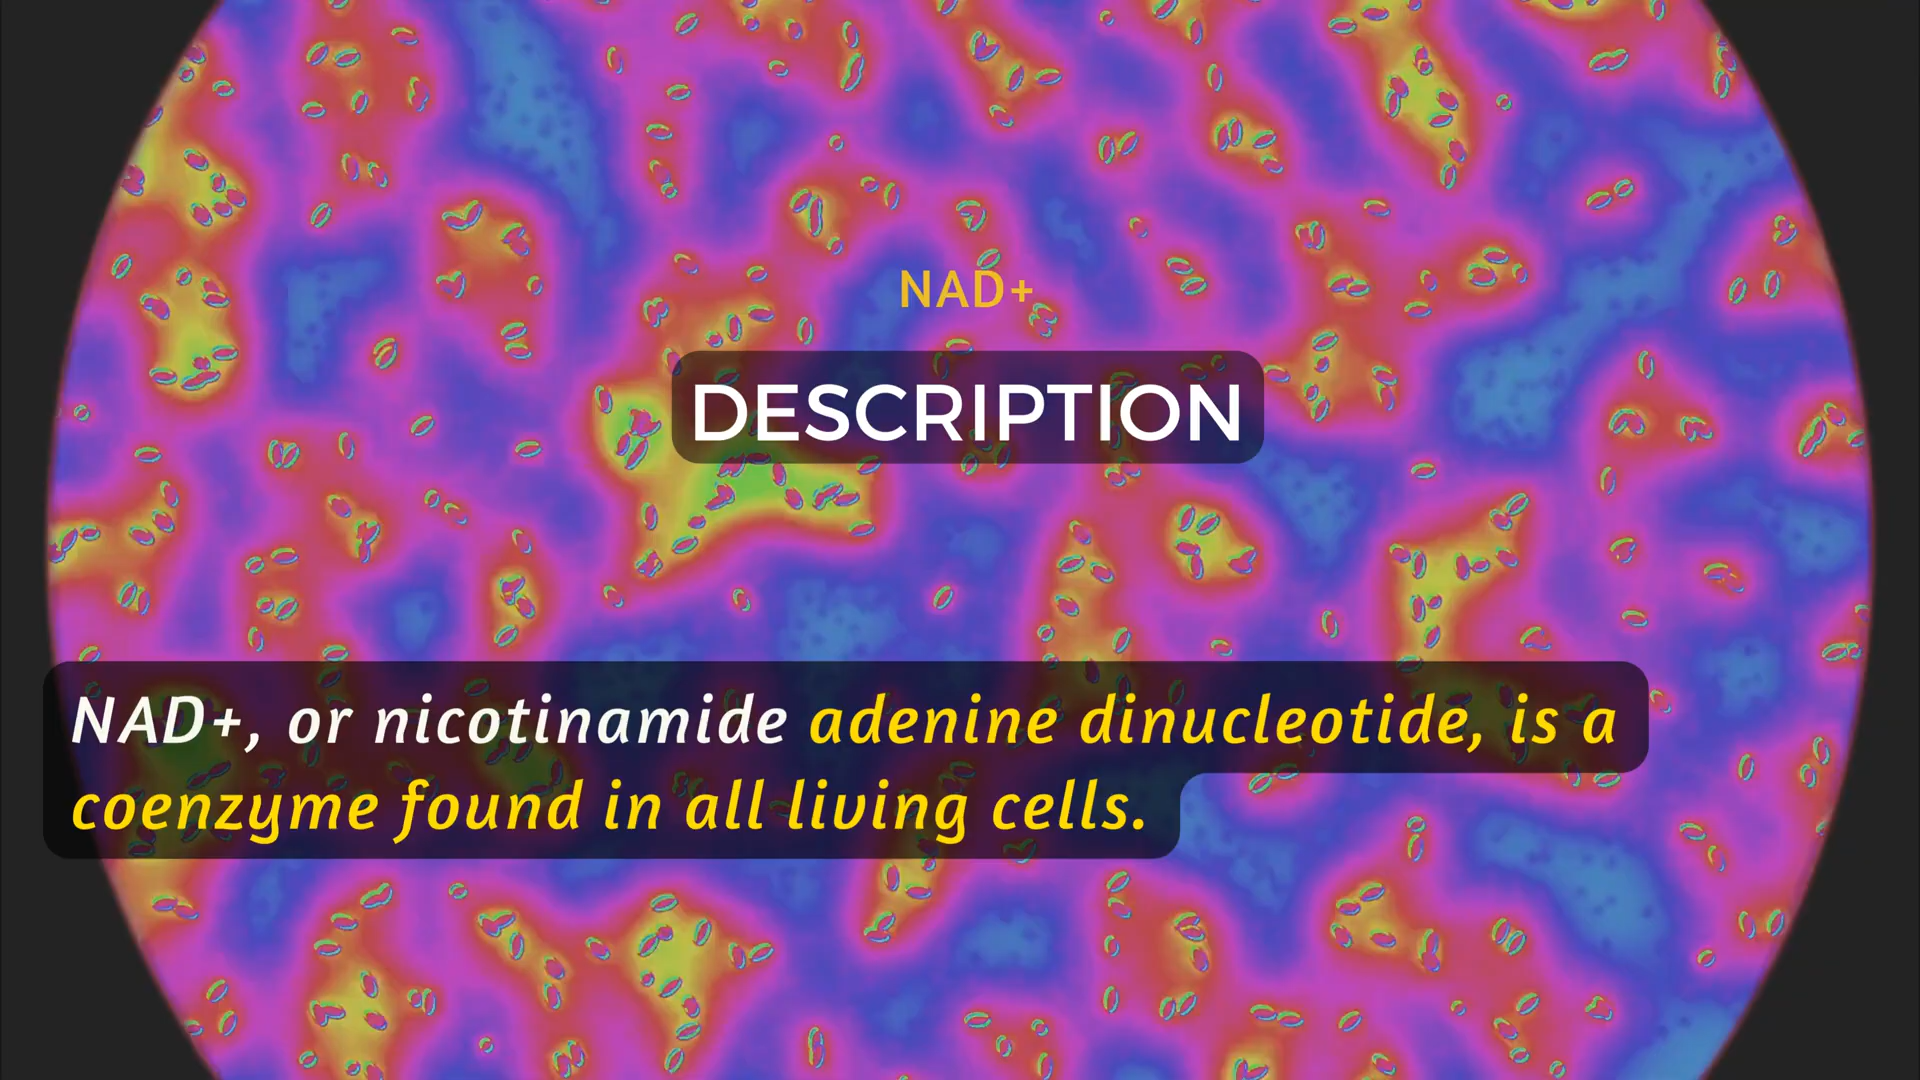 NAD+
DESCRIPTION
NAD+, or nicotinamide adenine dinucleotide, is a
coenzyme found in all living cells.